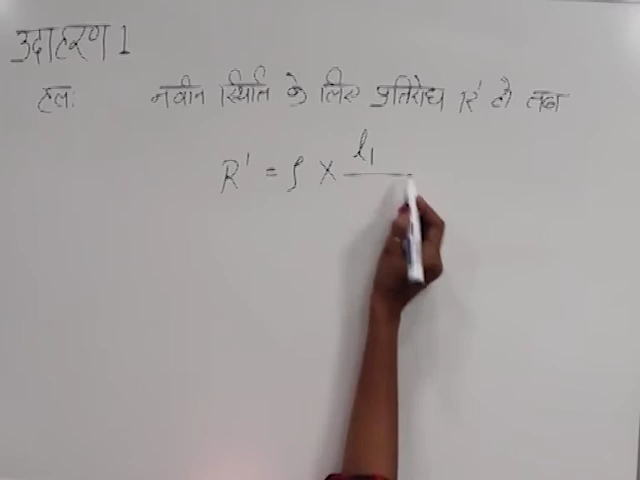 उदाहरण 1
हल: नवीन स्थिति के लिए प्रतिरोध R' हो तब
R' = ρ × l₁